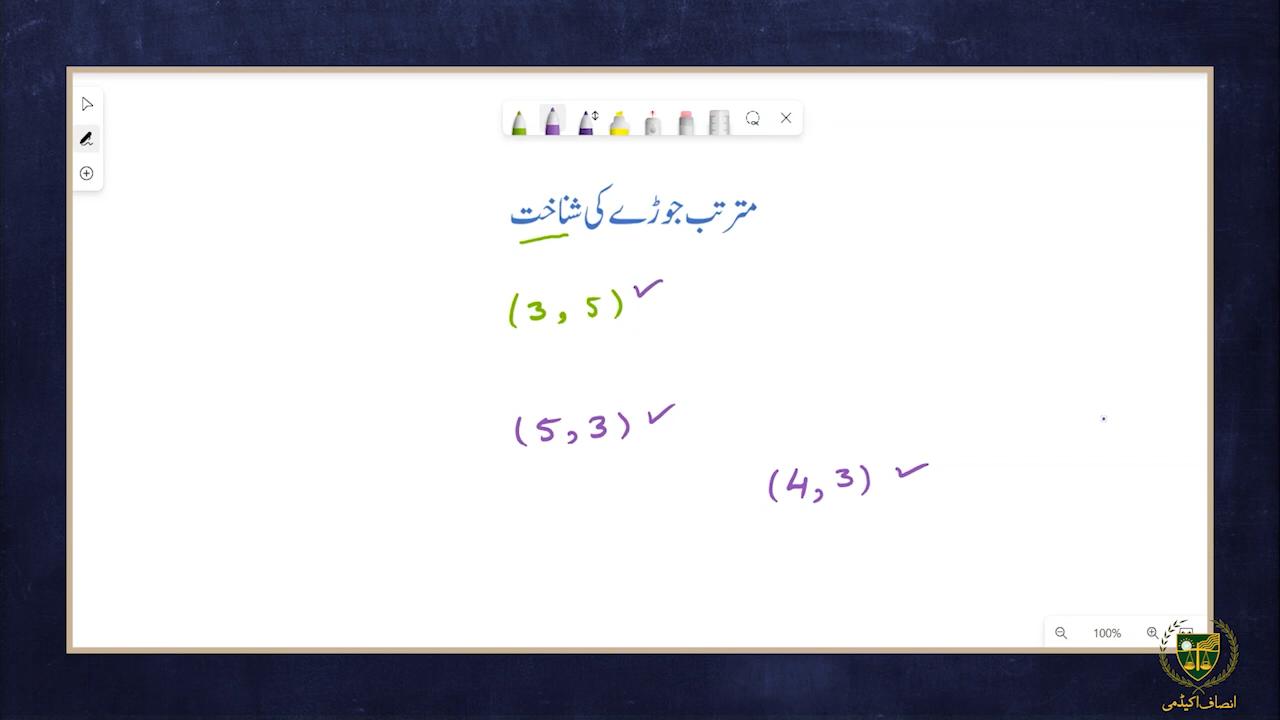 مترتب جوڑے کی شناخت
(3, 5) ✓
(5, 3) ✓
(4, 3) ✓
100%
انصاف اکیڈمی